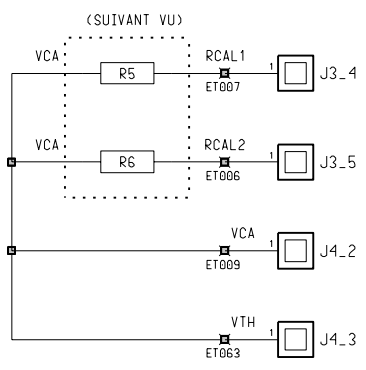 (SUIVANT VU)
VCA R5 RCAL1 1 J3_4
ET007
VCA R6 RCAL2 1 J3_5
ET006
VCA 1 J4_2
ET009
VTH 1 J4_3
ET063